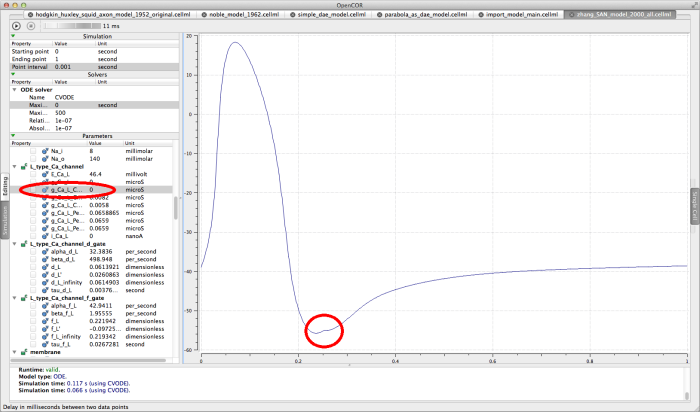 OpenCOR
hodgkin_huxley_squid_axon_model_1952_original.cellml
noble_model_1962.cellml
simple_dae_model.cellml
parabola_as_dae_model.cellml
import_model_main.cellml
chang_SAN_model_2000_all.cellml
11 ms
Simulation
Property Value Unit
Starting point 0 second
Ending point 1 second
Point interval 0.001 second
Solvers
Property Value Unit
ODE solver
Name CVODE
Maxi... 0 second
Maxi... 500
Relati... 1e-07
Absol... 1e-07
Parameters
Property Value Unit
Na_i 8 millimolar
Na_o 140 millimolar
L_type_Ca_channel
E_Ca_L 46.4 millivolt
0 microS
g_Ca_L_C... 0 microS
0.0082 microS
g_Ca_L_C... 0.0058 microS
g_Ca_L_Pe... 0.0658865 microS
g_Ca_L_Pe... 0.0659 microS
g_Ca_L_Pe... 0.0659 microS
i_Ca_L 0 nanoA
L_type_Ca_channel_d_gate
alpha_d_L 32.3836 per_second
beta_d_L 498.948 per_second
d_L 0.0613921 dimensionless
d_L' 0.0260863 dimensionless
d_L_infinity 0.0614903 dimensionless
tau_d_L 0.00376... second
L_type_Ca_channel_f_gate
alpha_f_L 42.9411 per_second
beta_f_L 1.95555 per_second
f_L 0.221942 dimensionless
f_L' -0.09725... dimensionless
f_L_infinity 0.219342 dimensionless
tau_f_L 0.0267281 second
membrane
Editing
Simulation
Single Cell
20
10
0
-10
-20
-30
-40
-50
-60
0 0.2 0.4 0.6 0.8 1
Runtime: valid.
Model type: ODE.
Simulation time: 0.117 s (using CVODE).
Simulation time: 0.066 s (using CVODE).
Delay in milliseconds between two data points